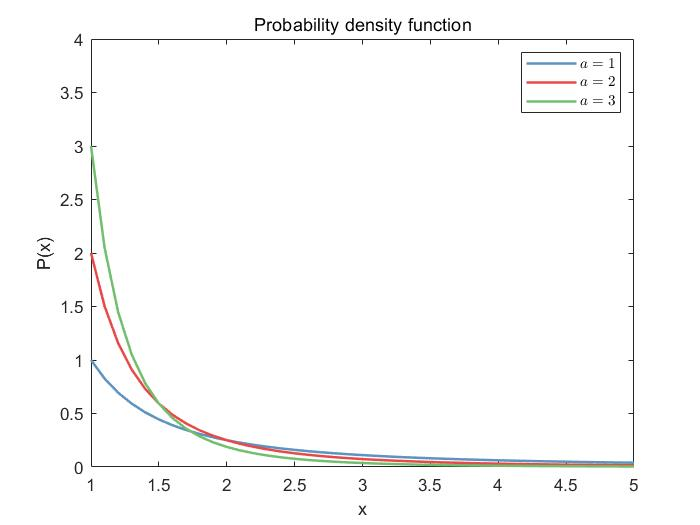 Probability density function
4
3.5
3
2.5
2
1.5
1
0.5
0
P(x)
a = 1
a = 2
a = 3
1 1.5 2 2.5 3 3.5 4 4.5 5
x